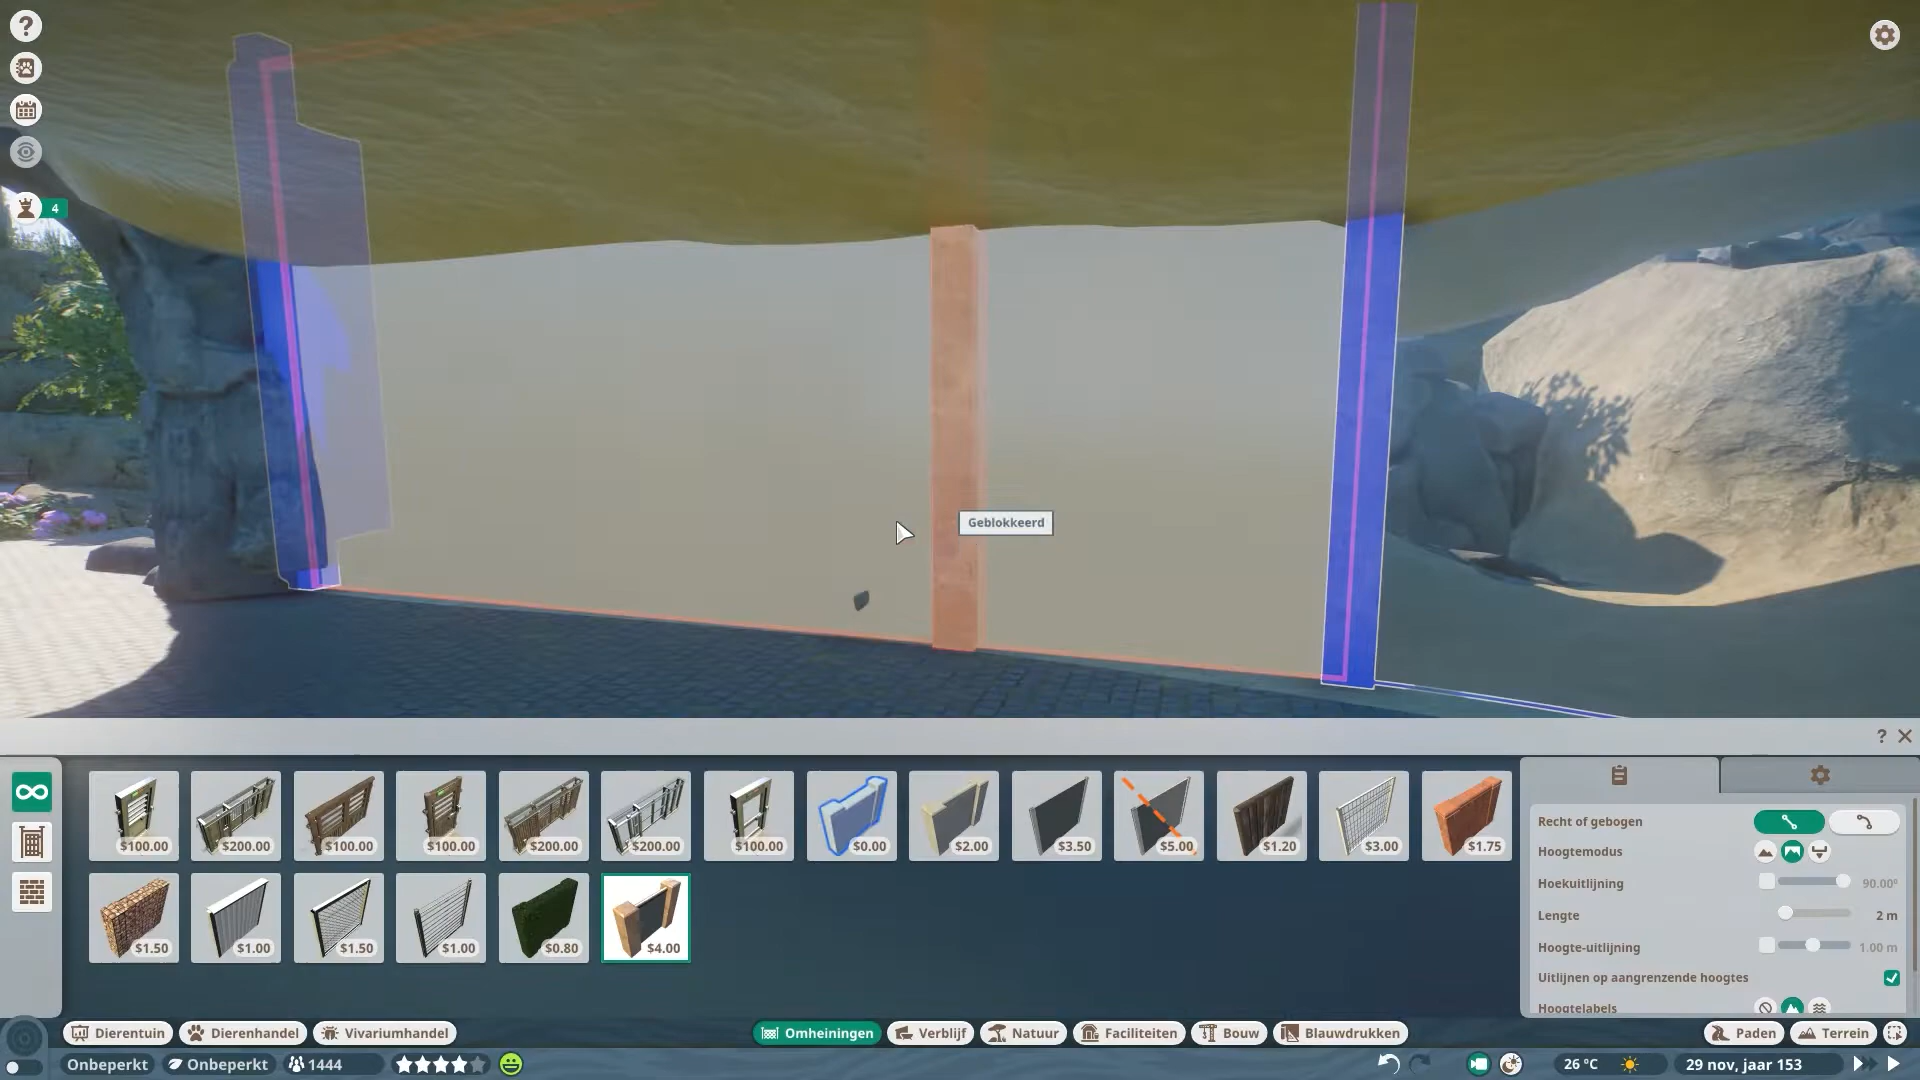 ?
4
Geblokkeerd
?
$100.00 $200.00 $100.00 $100.00 $200.00 $200.00 $100.00 $0.00 $2.00 $3.50 $5.00 $1.20 $3.00 $1.75
$1.50 $1.00 $1.50 $1.00 $0.80 $4.00
Recht of gebogen
Hoogtemodus
Hoekuitlijning 90.00°
Lengte 2 m
Hoogte-uitlijning 1.00 m
Uitlijnen op aangrenzende hoogtes
Hoogtelabels
Dierentuin Dierenhandel Vivariumhandel Omheiningen Verblijf Natuur Faciliteiten Bouw Blauwdrukken Paden Terrein
Onbeperkt Onbeperkt 1444 26 °C 29 nov, jaar 153